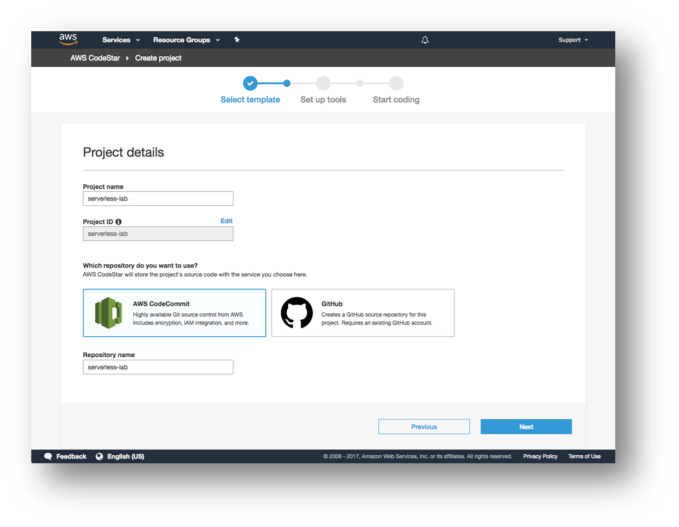 aws Services Resource Groups Support
AWS CodeStar Create project
Select template Set up tools Start coding
Project details
Project name
serverless-lab
Project ID Edit
serverless-lab
Which repository do you want to use?
AWS CodeStar will store the project's source code with the service you choose here.
AWS CodeCommit
Highly available Git source control from AWS.
Includes encryption, IAM integration, and more.
GitHub
Creates a GitHub source repository for this
project. Requires an existing GitHub account.
Repository name
serverless-lab
Previous Next
Feedback English (US) © 2008 - 2017, Amazon Web Services, Inc. or its affiliates. All rights reserved. Privacy Policy Terms of Use